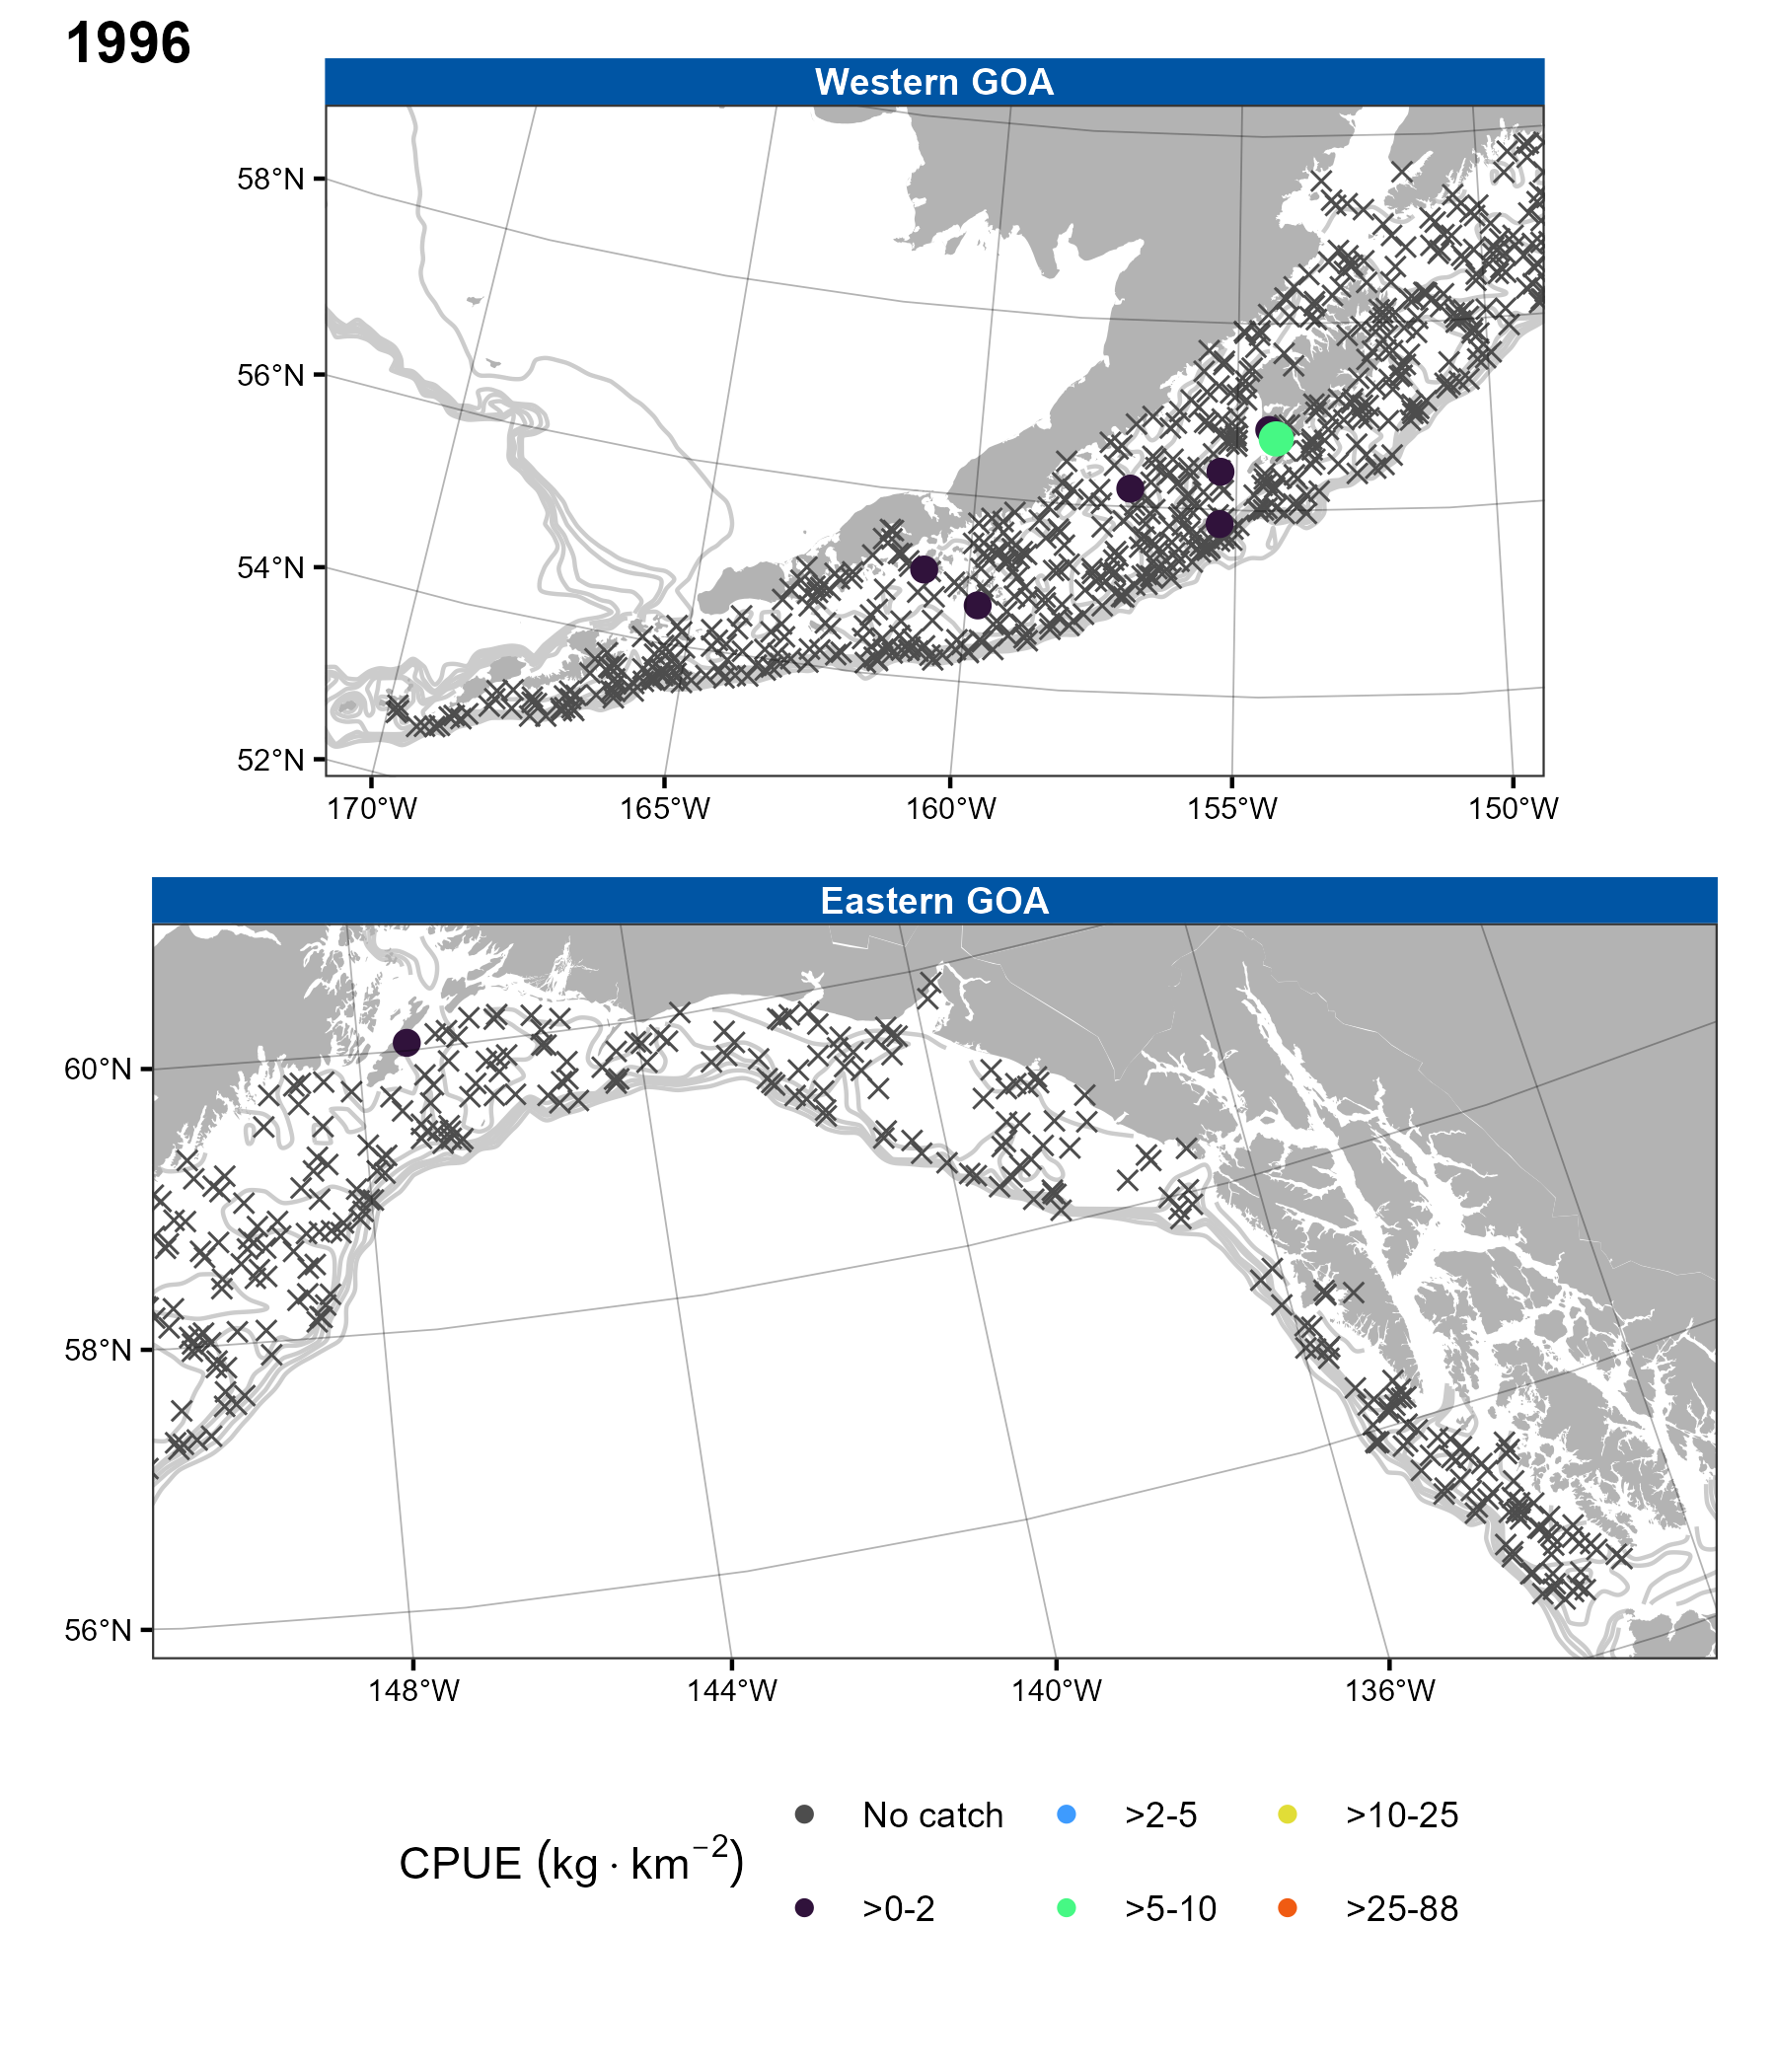 1996
Western GOA
58°N
56°N
54°N
52°N
170°W 165°W 160°W 155°W 150°W
Eastern GOA
60°N
58°N
56°N
148°W 144°W 140°W 136°W
CPUE (kg · km⁻²)
No catch >2-5 >10-25
>0-2 >5-10 >25-88